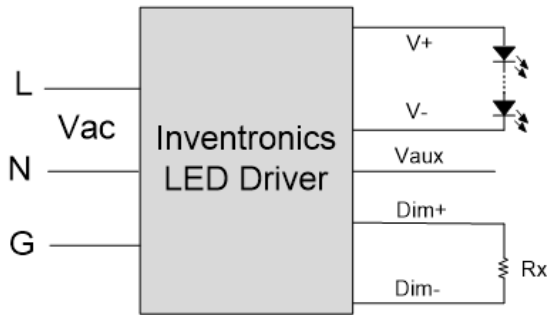 L
Vac
N
G
Inventronics
LED Driver
V+
V-
Vaux
Dim+
Dim-
Rx